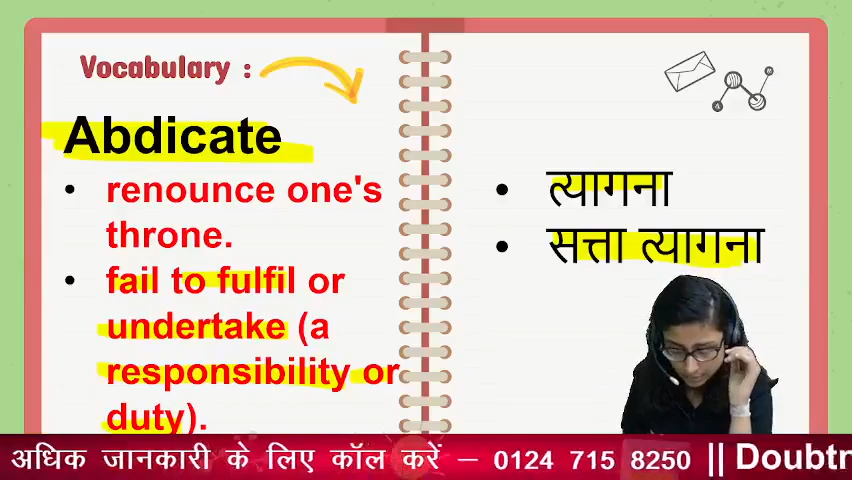 Vocabulary :
Abdicate
• renounce one's
throne.
• fail to fulfil or
undertake (a
responsibility or
duty).
• त्यागना
• सत्ता त्यागना
अधिक जानकारी के लिए कॉल करें – 0124 715 8250 || Doubtn